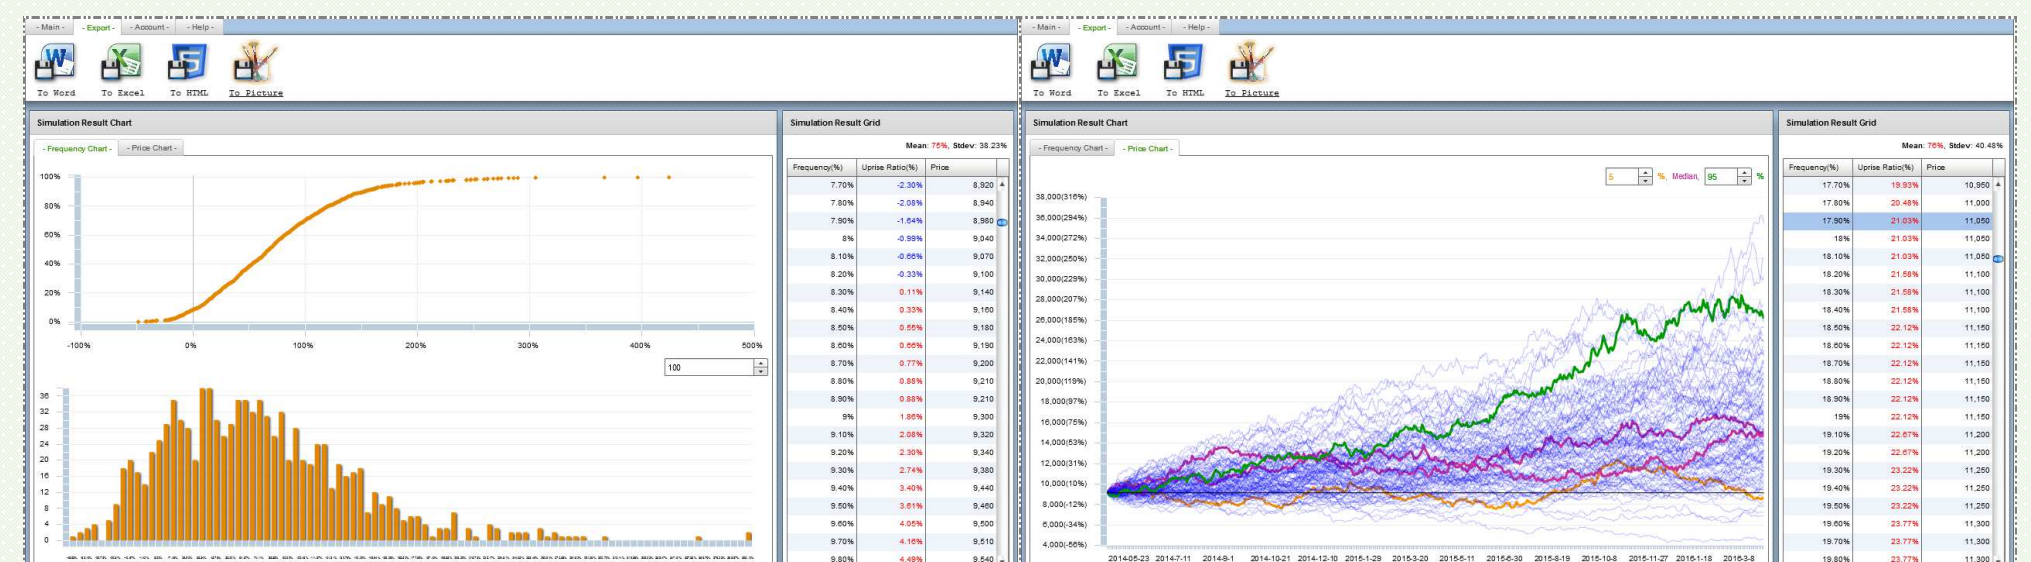 - Main -  - Export -  - Account -  - Help -
To Word  To Excel  To HTML  To Picture
Simulation Result Chart
- Frequency Chart -  - Price Chart -
100%
80%
60%
40%
20%
0%
-100%  0%  100%  200%  300%  400%  500%
100
36
32
28
24
20
16
12
8
4
0
Simulation Result Grid
Mean: 75%, Stdev: 38.23%
Frequency(%)  Uprise Ratio(%)  Price
7.70%  -2.30%  8,920
7.80%  -2.08%  8,940
7.90%  -1.64%  8,980
8%  -0.99%  9,040
8.10%  -0.66%  9,070
8.20%  -0.33%  9,100
8.30%  0.11%  9,140
8.40%  0.33%  9,160
8.50%  0.55%  9,180
8.60%  0.66%  9,190
8.70%  0.77%  9,200
8.80%  0.88%  9,210
8.90%  0.88%  9,210
9%  1.86%  9,300
9.10%  2.08%  9,320
9.20%  2.30%  9,340
9.30%  2.74%  9,380
9.40%  3.40%  9,440
9.50%  3.61%  9,460
9.60%  4.05%  9,500
9.70%  4.16%  9,510
9.80%  4.49%  9,540
- Main -  - Export -  - Account -  - Help -
To Word  To Excel  To HTML  To Picture
Simulation Result Chart
- Frequency Chart -  - Price Chart -
5  %, Median,  95  %
38,000(316%)
36,000(294%)
34,000(272%)
32,000(250%)
30,000(229%)
28,000(207%)
26,000(185%)
24,000(163%)
22,000(141%)
20,000(119%)
18,000(97%)
16,000(75%)
14,000(53%)
12,000(31%)
10,000(10%)
8,000(-12%)
6,000(-34%)
4,000(-56%)
2014-05-23  2014-7-11  2014-9-1  2014-10-21  2014-12-10  2015-1-29  2015-3-20  2015-5-11  2015-6-30  2015-8-19  2015-10-8  2015-11-27  2016-1-18  2016-3-8
Simulation Result Grid
Mean: 76%, Stdev: 40.48%
Frequency(%)  Uprise Ratio(%)  Price
17.70%  19.93%  10,950
17.80%  20.48%  11,000
17.90%  21.03%  11,050
18%  21.03%  11,050
18.10%  21.03%  11,050
18.20%  21.58%  11,100
18.30%  21.58%  11,100
18.40%  21.58%  11,100
18.50%  22.12%  11,150
18.60%  22.12%  11,150
18.70%  22.12%  11,150
18.80%  22.12%  11,150
18.90%  22.12%  11,150
19%  22.12%  11,150
19.10%  22.67%  11,200
19.20%  22.67%  11,200
19.30%  23.22%  11,250
19.40%  23.22%  11,250
19.50%  23.22%  11,250
19.60%  23.77%  11,300
19.70%  23.77%  11,300
19.80%  23.77%  11,300